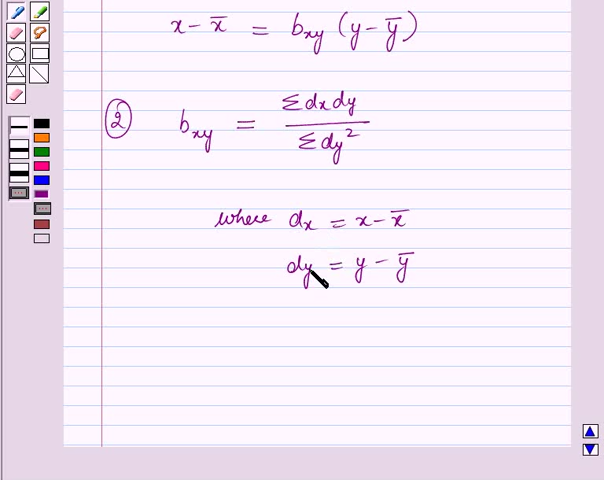 x - x̅ = bxy (y - y̅)
② bxy = Σdxdy / Σdy²
where dx = x - x̅
dy = y - y̅